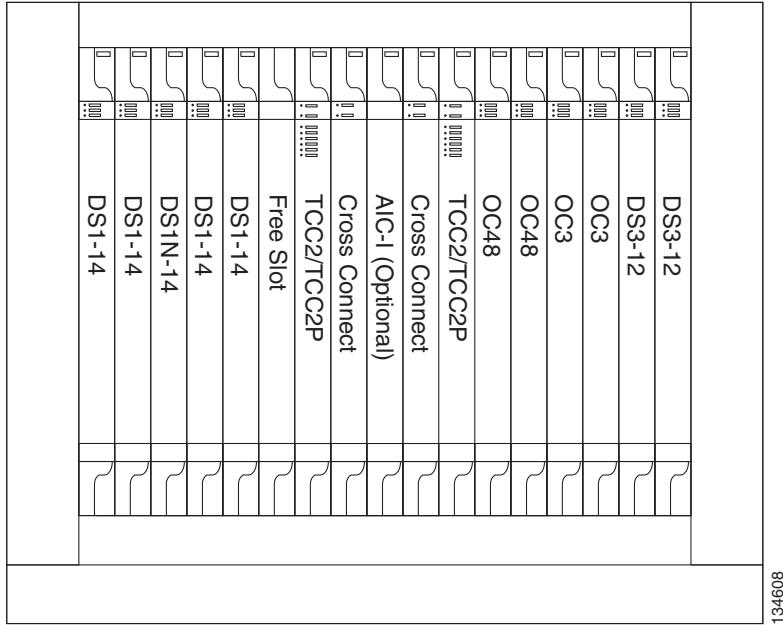 DS1-14
DS1-14
DS1N-14
DS1-14
DS1-14
Free Slot
TCC2/TCC2P
Cross Connect
AIC-I (Optional)
Cross Connect
TCC2/TCC2P
OC48
OC48
OC3
OC3
DS3-12
DS3-12
134608